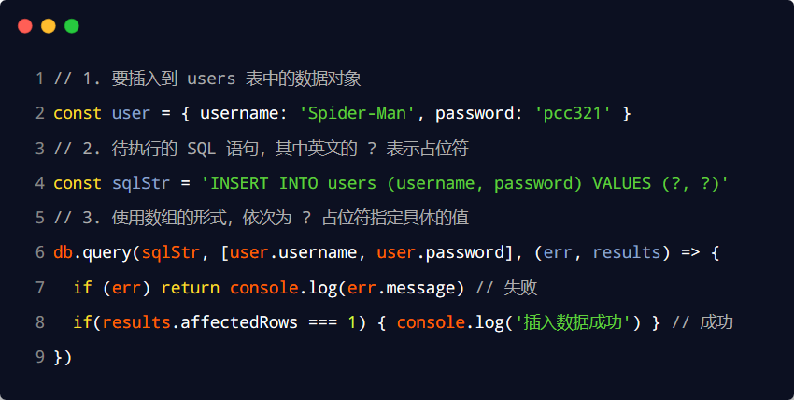 1 // 1. 要插入到 users 表中的数据对象
2 const user = { username: 'Spider-Man', password: 'pcc321' }
3 // 2. 待执行的 SQL 语句，其中英文的 ? 表示占位符
4 const sqlStr = 'INSERT INTO users (username, password) VALUES (?, ?)'
5 // 3. 使用数组的形式，依次为 ? 占位符指定具体的值
6 db.query(sqlStr, [user.username, user.password], (err, results) => {
7   if (err) return console.log(err.message) // 失败
8   if(results.affectedRows === 1) { console.log('插入数据成功') } // 成功
9 })